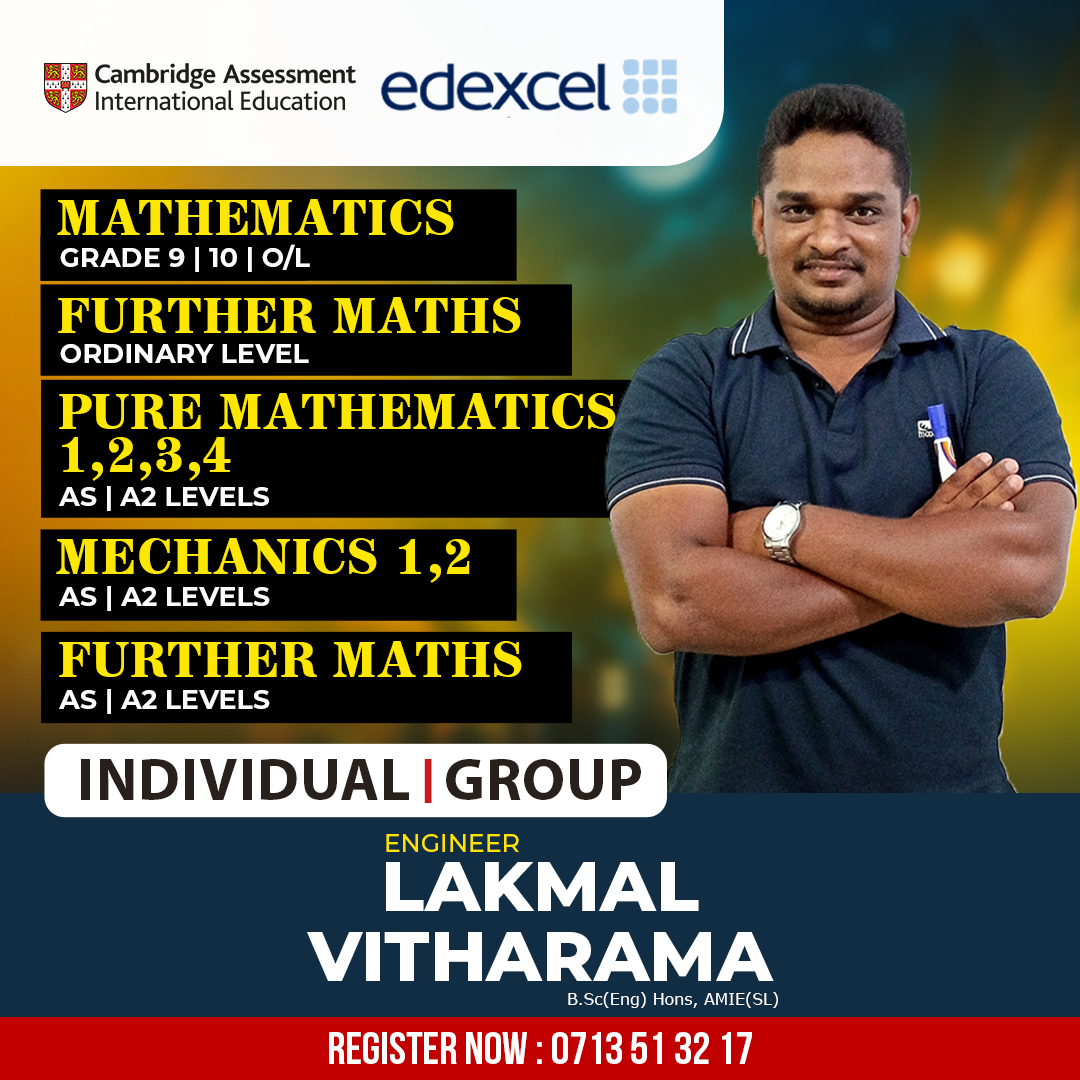 Cambridge Assessment
International Education
edexcel
MATHEMATICS
GRADE 9 | 10 | O/L
FURTHER MATHS
ORDINARY LEVEL
PURE MATHEMATICS
1,2,3,4
AS | A2 LEVELS
MECHANICS 1,2
AS | A2 LEVELS
FURTHER MATHS
AS | A2 LEVELS
INDIVIDUAL | GROUP
ENGINEER
LAKMAL
VITHARAMA
B.Sc(Eng) Hons, AMIE(SL)
REGISTER NOW : 0713 51 32 17